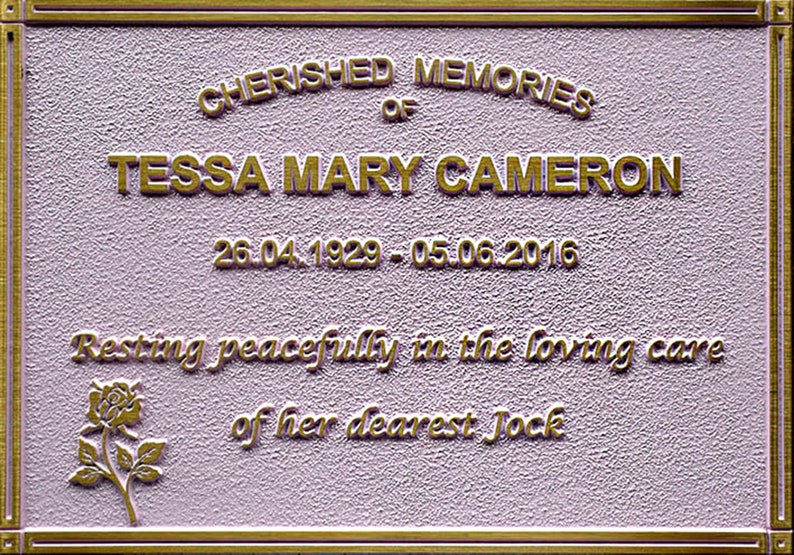 CHERISHED MEMORIES
OF
TESSA MARY CAMERON
26.04.1929 - 05.06.2016
Resting peacefully in the loving care
of her dearest Jock